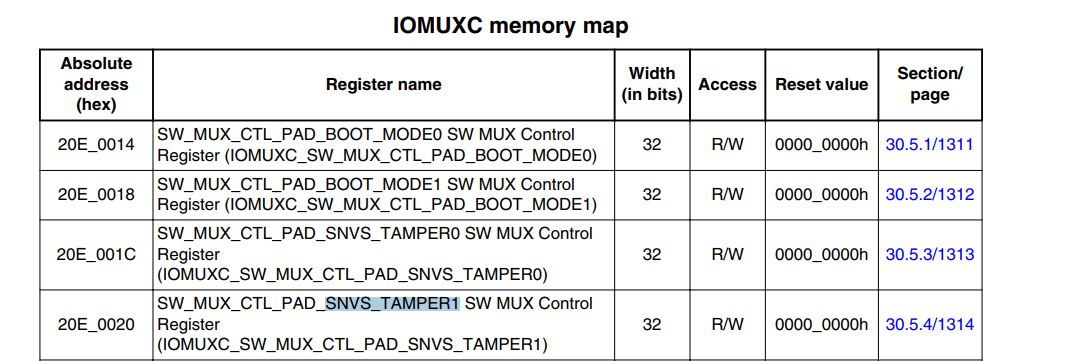 IOMUXC memory map
Absolute
address
(hex)
Register name
Width
(in bits)
Access
Reset value
Section/
page
20E_0014
SW_MUX_CTL_PAD_BOOT_MODE0 SW MUX Control
Register (IOMUXC_SW_MUX_CTL_PAD_BOOT_MODE0)
32
R/W
0000_0000h
30.5.1/1311
20E_0018
SW_MUX_CTL_PAD_BOOT_MODE1 SW MUX Control
Register (IOMUXC_SW_MUX_CTL_PAD_BOOT_MODE1)
32
R/W
0000_0000h
30.5.2/1312
20E_001C
SW_MUX_CTL_PAD_SNVS_TAMPER0 SW MUX Control
Register
(IOMUXC_SW_MUX_CTL_PAD_SNVS_TAMPER0)
32
R/W
0000_0000h
30.5.3/1313
20E_0020
SW_MUX_CTL_PAD_SNVS_TAMPER1 SW MUX Control
Register
(IOMUXC_SW_MUX_CTL_PAD_SNVS_TAMPER1)
32
R/W
0000_0000h
30.5.4/1314